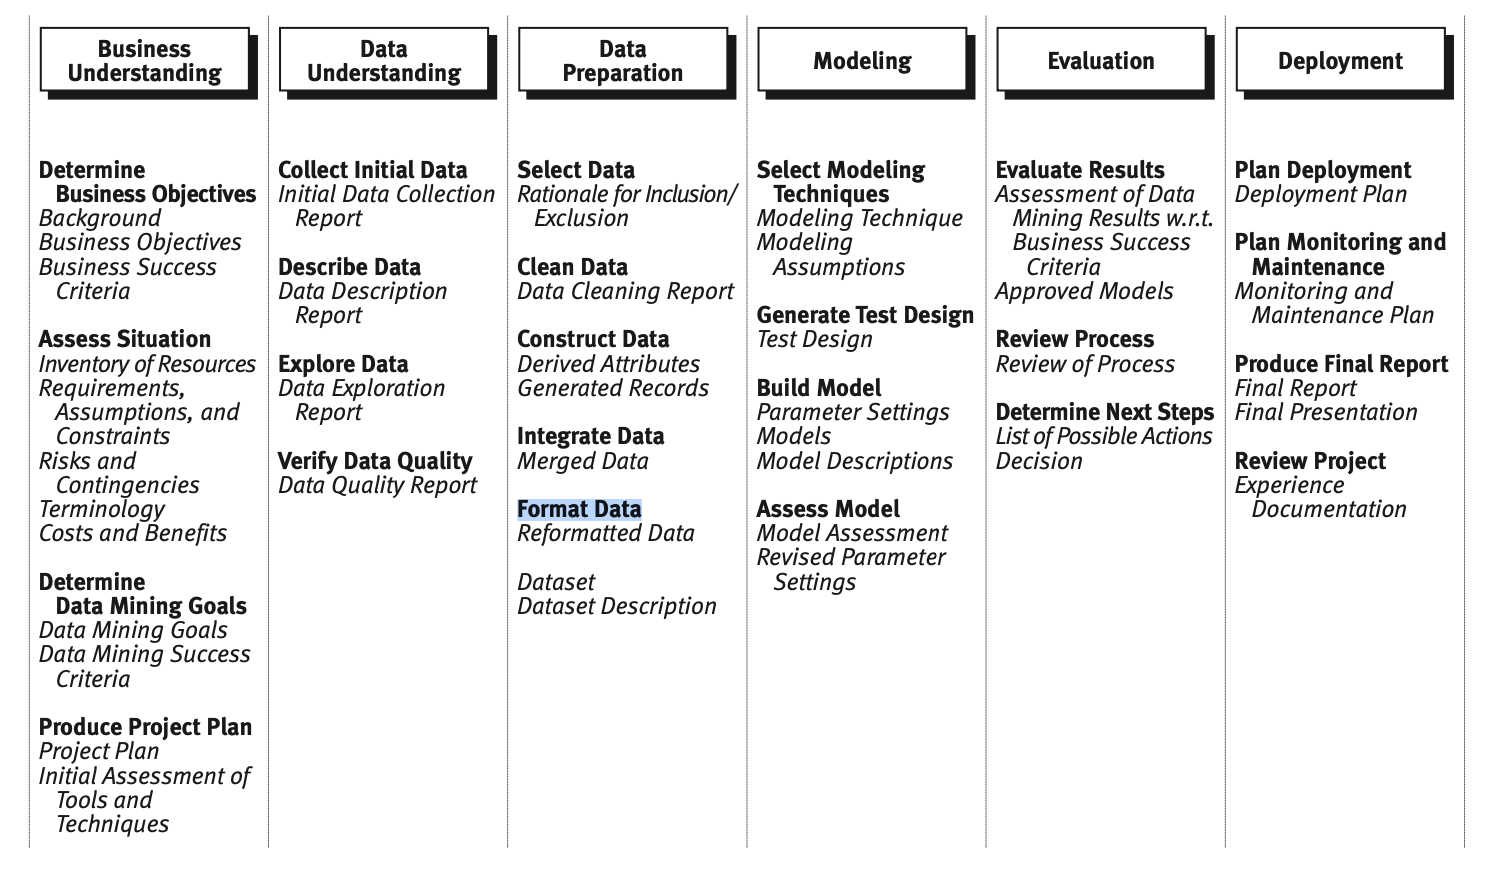 Business
Understanding
Data
Understanding
Data
Preparation
Modeling
Evaluation
Deployment
Determine
Business Objectives
Background
Business Objectives
Business Success
Criteria
Assess Situation
Inventory of Resources
Requirements,
Assumptions, and
Constraints
Risks and
Contingencies
Terminology
Costs and Benefits
Determine
Data Mining Goals
Data Mining Goals
Data Mining Success
Criteria
Produce Project Plan
Project Plan
Initial Assessment of
Tools and
Techniques
Collect Initial Data
Initial Data Collection
Report
Describe Data
Data Description
Report
Explore Data
Data Exploration
Report
Verify Data Quality
Data Quality Report
Select Data
Rationale for Inclusion/
Exclusion
Clean Data
Data Cleaning Report
Construct Data
Derived Attributes
Generated Records
Integrate Data
Merged Data
Format Data
Reformatted Data
Dataset
Dataset Description
Select Modeling
Techniques
Modeling Technique
Modeling
Assumptions
Generate Test Design
Test Design
Build Model
Parameter Settings
Models
Model Descriptions
Assess Model
Model Assessment
Revised Parameter
Settings
Evaluate Results
Assessment of Data
Mining Results w.r.t.
Business Success
Criteria
Approved Models
Review Process
Review of Process
Determine Next Steps
List of Possible Actions
Decision
Plan Deployment
Deployment Plan
Plan Monitoring and
Maintenance
Monitoring and
Maintenance Plan
Produce Final Report
Final Report
Final Presentation
Review Project
Experience
Documentation